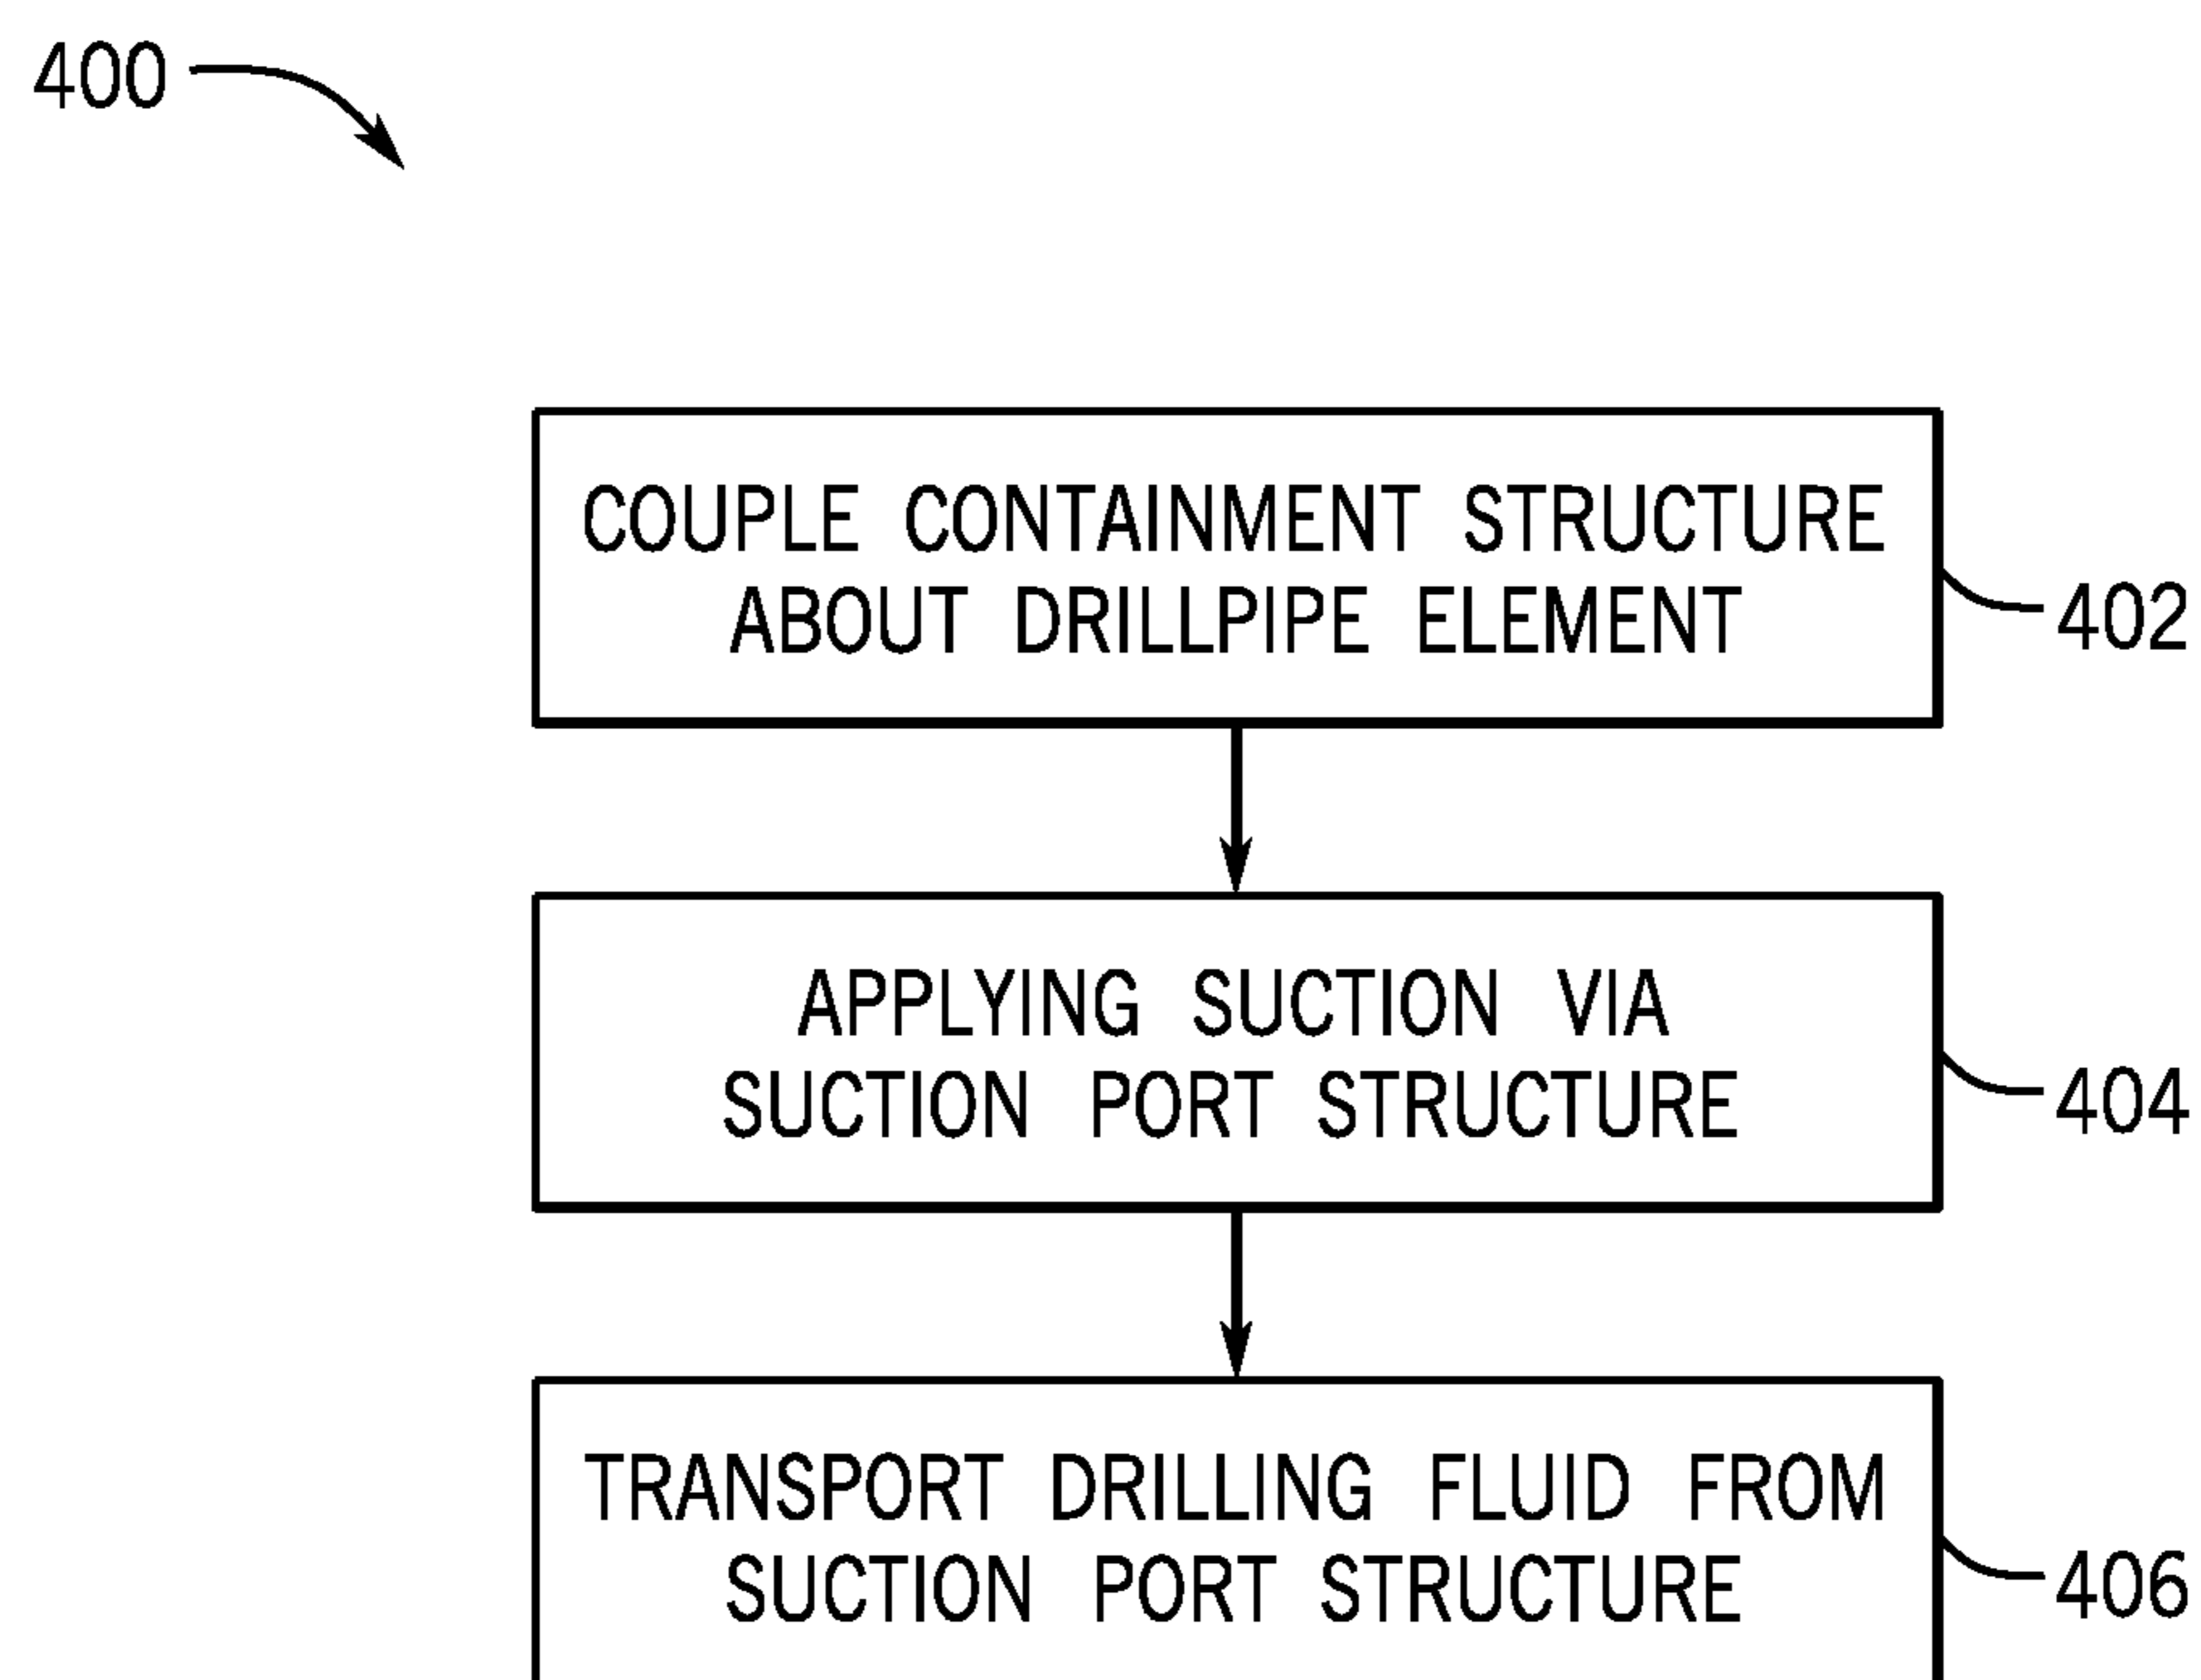 400
COUPLE CONTAINMENT STRUCTURE
ABOUT DRILLPIPE ELEMENT
402
APPLYING SUCTION VIA
SUCTION PORT STRUCTURE
404
TRANSPORT DRILLING FLUID FROM
SUCTION PORT STRUCTURE
406